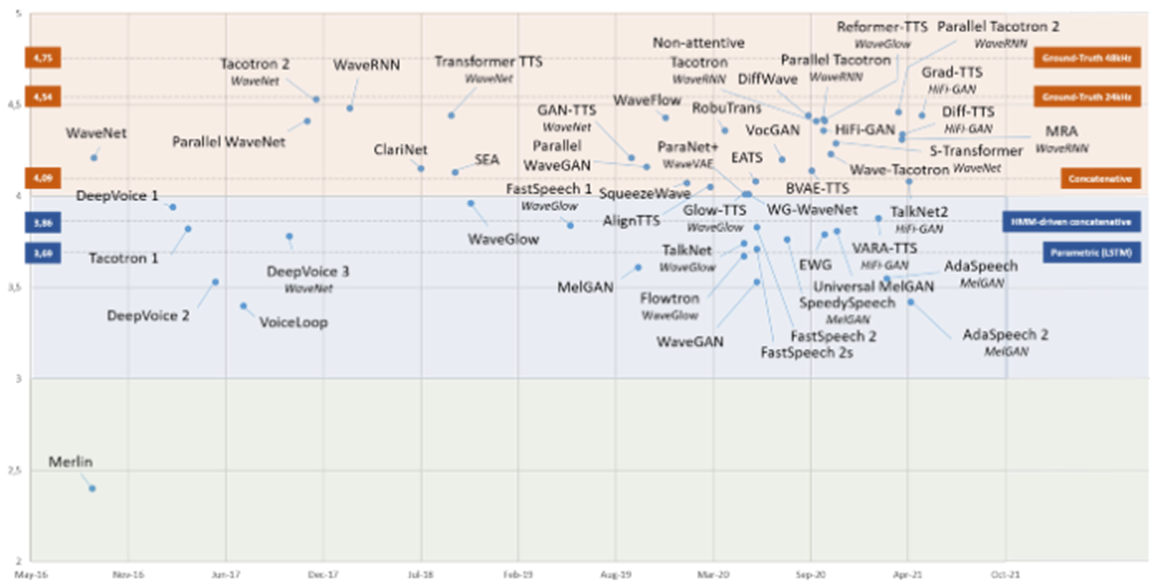 5
4,75
4,54
4,5
4,09
4
3,86
3,69
3,5
3
2,5
2
May-16
Nov-16
Jun-17
Dec-17
Jul-18
Feb-19
Aug-19
Mar-20
Sep-20
Apr-21
Oct-21
Ground-Truth 48kHz
Ground-Truth 24kHz
Concatenative
HMM-driven concatenative
Parametric (LSTM)
WaveNet
DeepVoice 1
Tacotron 1
DeepVoice 2
Merlin
Tacotron 2
WaveNet
Parallel WaveNet
DeepVoice 3
WaveNet
VoiceLoop
WaveRNN
Transformer TTS
WaveNet
ClariNet
SEA
WaveGlow
FastSpeech 1
WaveGlow
GAN-TTS
WaveNet
Parallel
WaveGAN
MelGAN
WaveFlow
Non-attentive
Tacotron
WaveRNN
ParaNet+
WaveVAE
SqueezeWave
AlignTTS
RobuTrans
DiffWave
VocGAN
EATS
Glow-TTS
WaveGlow
TalkNet
WaveGlow
Flowtron
WaveGlow
WaveGAN
WG-WaveNet
BVAE-TTS
Parallel Tacotron
WaveRNN
Reformer-TTS
WaveGlow
Parallel Tacotron 2
WaveRNN
Grad-TTS
HiFi-GAN
Diff-TTS
HiFi-GAN
HiFi-GAN
MRA
WaveRNN
S-Transformer
WaveNet
Wave-Tacotron
TalkNet2
HiFi-GAN
VARA-TTS
HiFi-GAN
EWG
Universal MelGAN
SpeedySpeech
MelGAN
FastSpeech 2
FastSpeech 2s
AdaSpeech
MelGAN
AdaSpeech 2
MelGAN